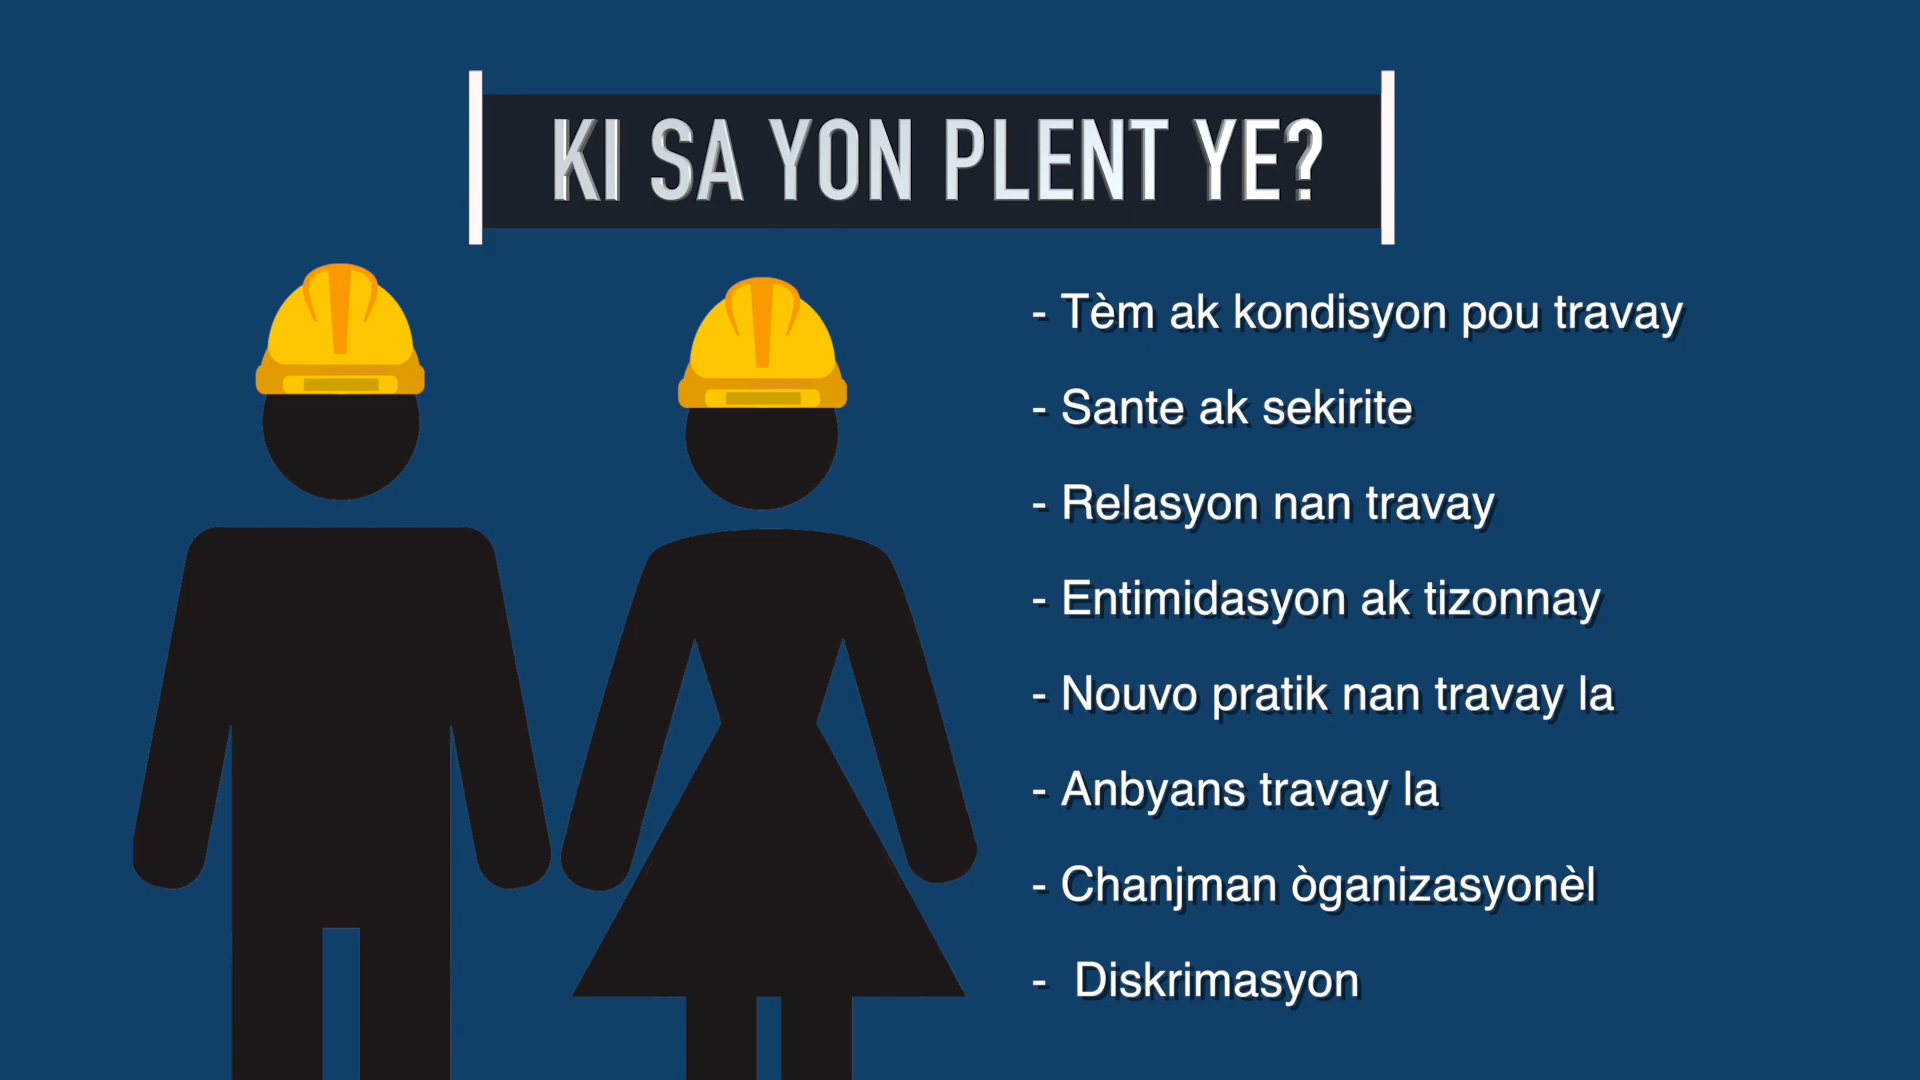 KI SA YON PLENT YE?
- Tèm ak kondisyon pou travay
- Sante ak sekirite
- Relasyon nan travay
- Entimidasyon ak tizonnay
- Nouvo pratik nan travay la
- Anbyans travay la
- Chanjman òganizasyonèl
- Diskrimasyon